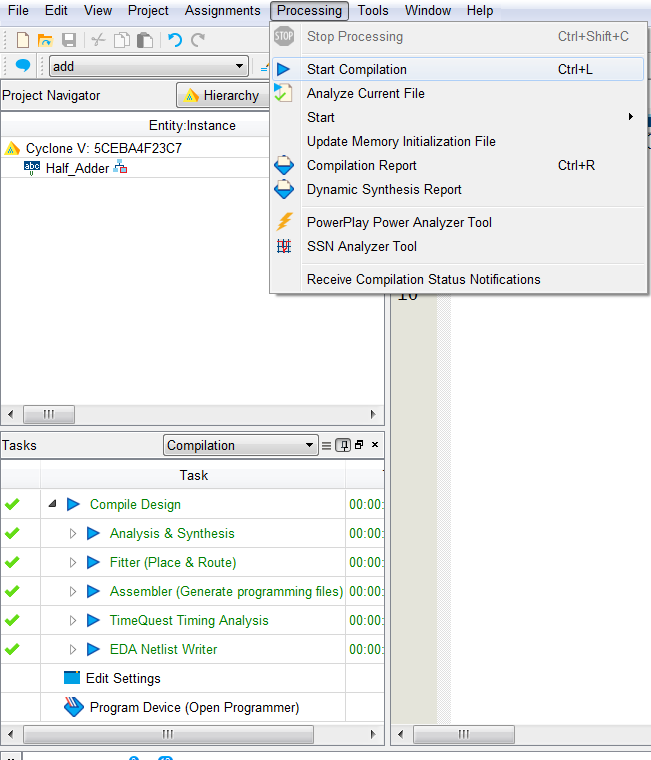 File Edit View Project Assignments Processing Tools Window Help
STOP Stop Processing Ctrl+Shift+C
add
Start Compilation Ctrl+L
Project Navigator Hierarchy
Analyze Current File
Start
Entity:Instance
Update Memory Initialization File
Cyclone V: 5CEBA4F23C7
abc Half_Adder
Compilation Report Ctrl+R
Dynamic Synthesis Report
PowerPlay Power Analyzer Tool
SSN Analyzer Tool
Receive Compilation Status Notifications
10
Tasks Compilation
Task
Compile Design 00:00:
Analysis & Synthesis 00:00:
Fitter (Place & Route) 00:00:
Assembler (Generate programming files) 00:00:
TimeQuest Timing Analysis 00:00:
EDA Netlist Writer 00:00:
Edit Settings
Program Device (Open Programmer)